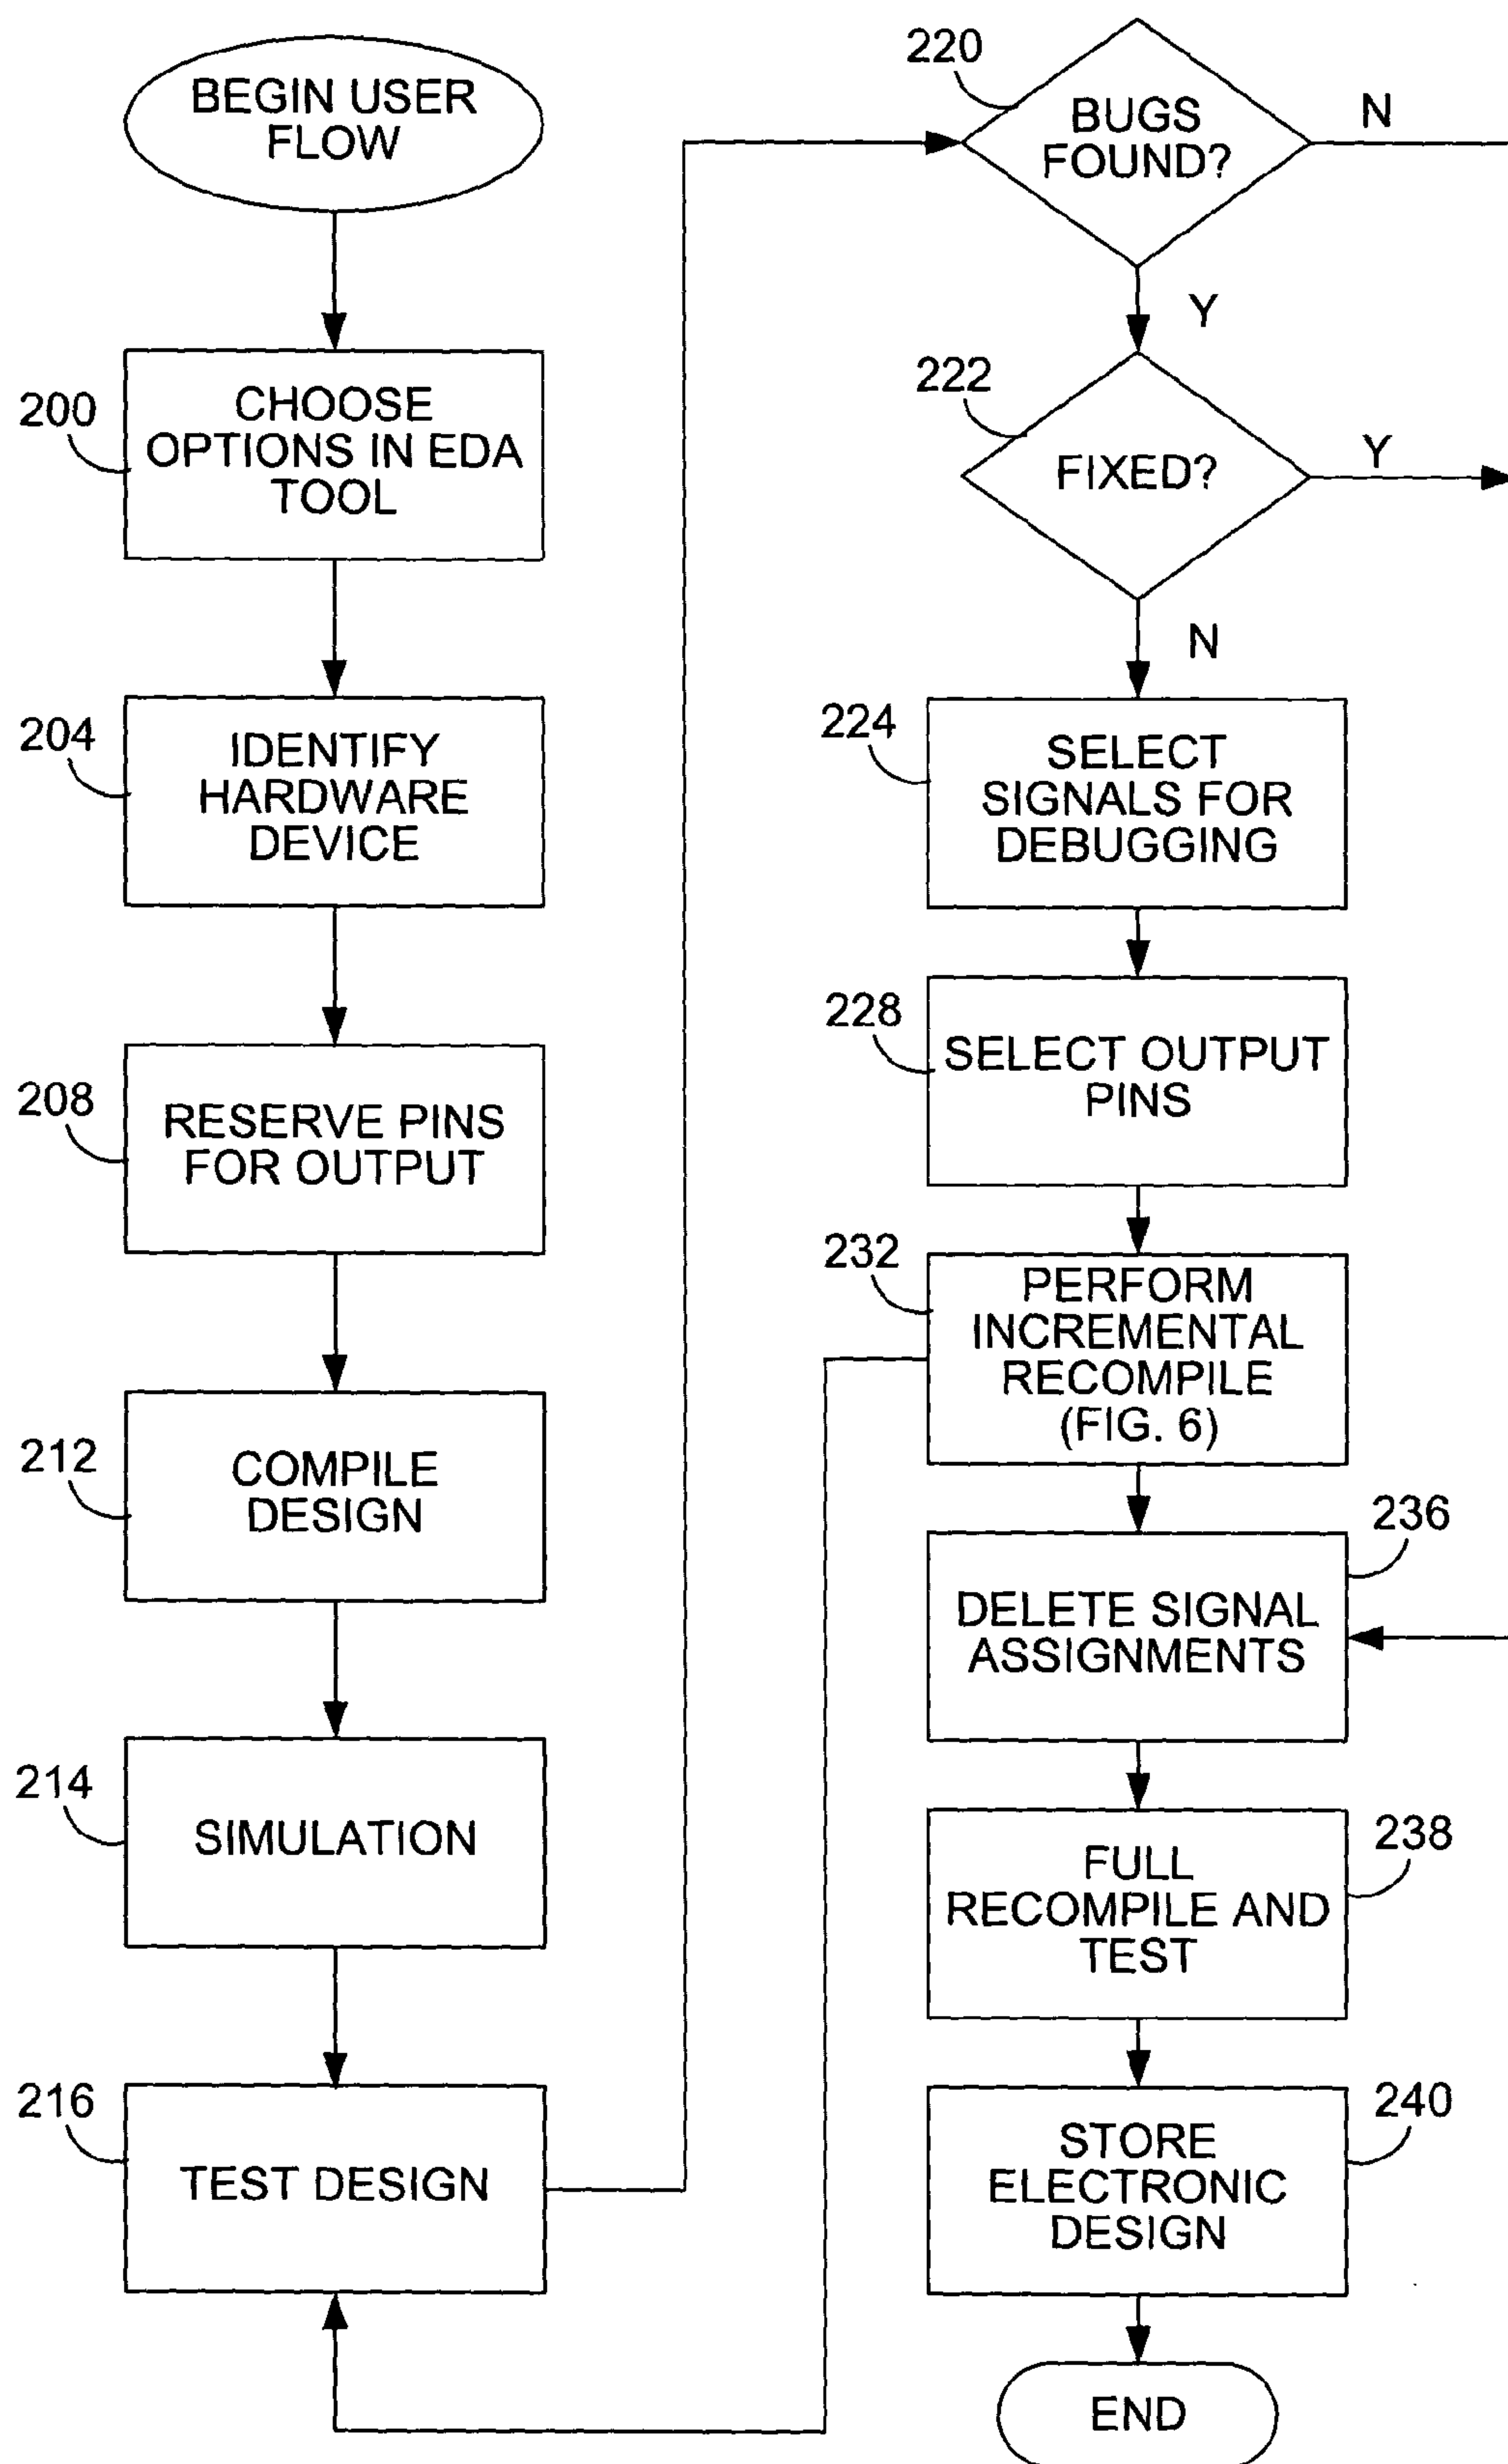 BEGIN USER
FLOW
200
CHOOSE
OPTIONS IN EDA
TOOL
204
IDENTIFY
HARDWARE
DEVICE
208
RESERVE PINS
FOR OUTPUT
212
COMPILE
DESIGN
214
SIMULATION
216
TEST DESIGN
220
BUGS
FOUND?
N
Y
222
FIXED?
Y
N
224
SELECT
SIGNALS FOR
DEBUGGING
228
SELECT OUTPUT
PINS
232
PERFORM
INCREMENTAL
RECOMPILE
(FIG. 6)
236
DELETE SIGNAL
ASSIGNMENTS
238
FULL
RECOMPILE AND
TEST
240
STORE
ELECTRONIC
DESIGN
END